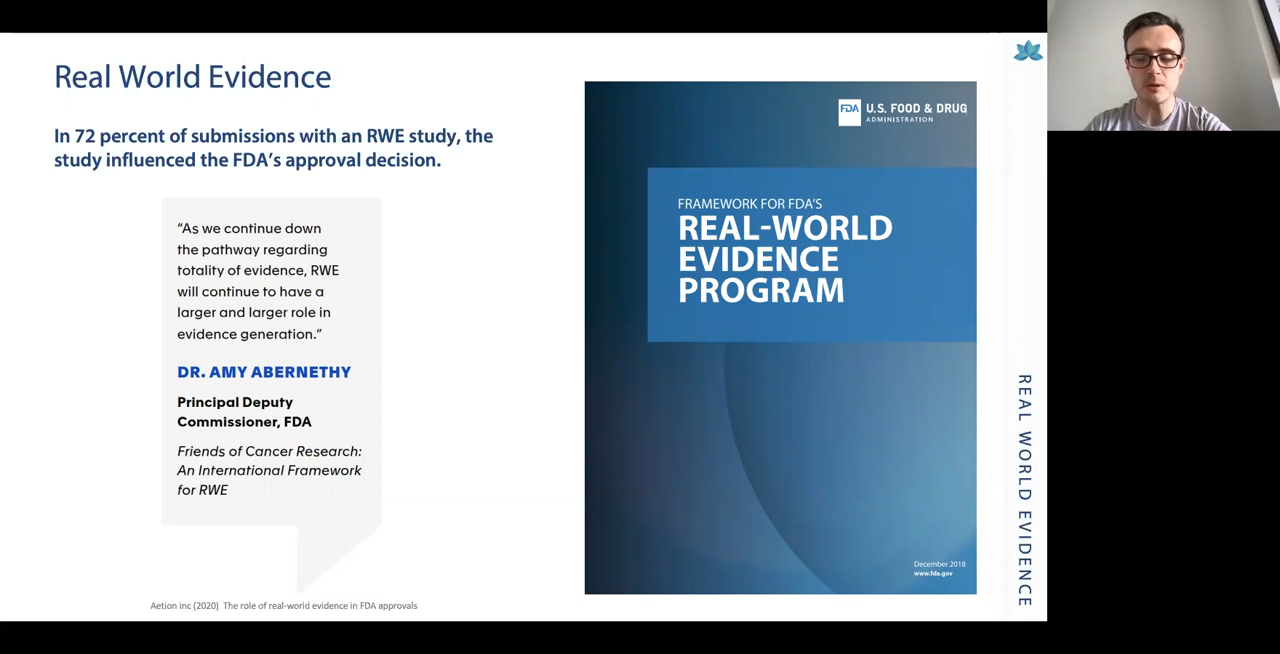 Real World Evidence
In 72 percent of submissions with an RWE study, the
study influenced the FDA's approval decision.
“As we continue down
the pathway regarding
totality of evidence, RWE
will continue to have a
larger and larger role in
evidence generation.”
DR. AMY ABERNETHY
Principal Deputy
Commissioner, FDA
Friends of Cancer Research:
An International Framework
for RWE
Aetion Inc (2020) The role of real-world evidence in FDA approvals
FDA U.S. FOOD & DRUG
ADMINISTRATION
FRAMEWORK FOR FDA'S
REAL-WORLD
EVIDENCE
PROGRAM
December 2018
www.fda.gov
REAL WORLD EVIDENCE